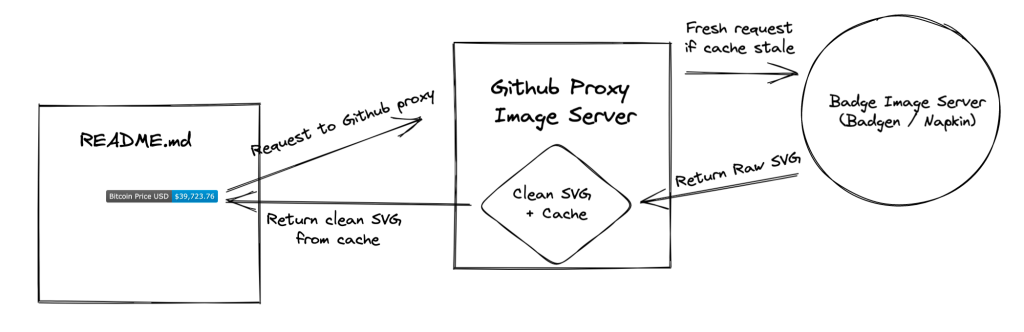 README.md
Bitcoin Price USD $39,723.76
Request to Github proxy
Return clean SVG
from cache
Github Proxy
Image Server
Clean SVG
+ Cache
Fresh request
if cache stale
Return Raw SVG
Badge Image Server
(Badgen / Napkin)